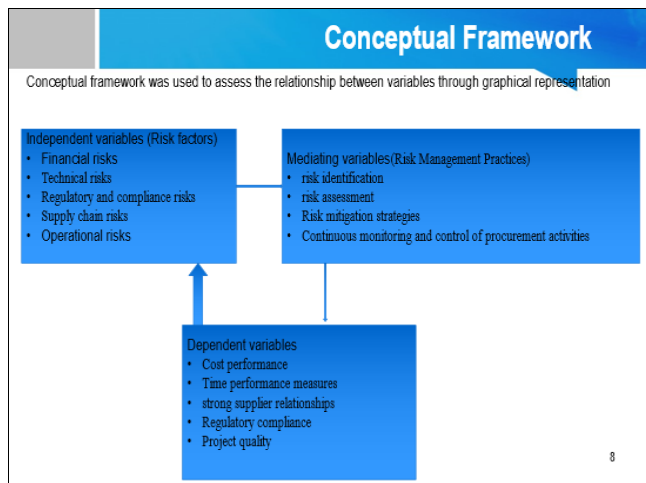 Conceptual Framework
Conceptual framework was used to assess the relationship between variables through graphical representation
Independent variables (Risk factors)
• Financial risks
• Technical risks
• Regulatory and compliance risks
• Supply chain risks
• Operational risks
Mediating variables(Risk Management Practices)
• risk identification
• risk assessment
• Risk mitigation strategies
• Continuous monitoring and control of procurement activities
Dependent variables
• Cost performance
• Time performance measures
• strong supplier relationships
• Regulatory compliance
• Project quality
8